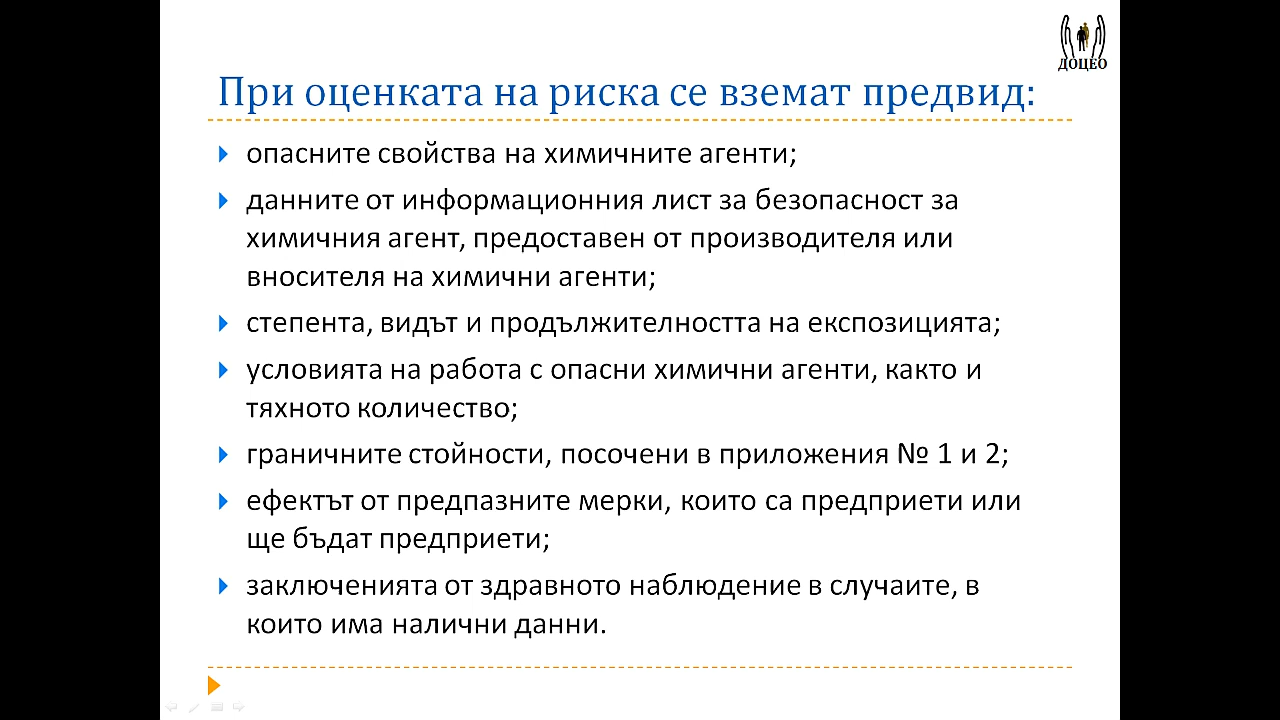 ДОЦЕО
При оценката на риска се вземат предвид:
опасните свойства на химичните агенти;
данните от информационния лист за безопасност за
химичния агент, предоставен от производителя или
вносителя на химични агенти;
степента, видът и продължителността на експозицията;
условията на работа с опасни химични агенти, както и
тяхното количество;
граничните стойности, посочени в приложения № 1 и 2;
ефектът от предпазните мерки, които са предприети или
ще бъдат предприети;
заключенията от здравното наблюдение в случаите, в
които има налични данни.